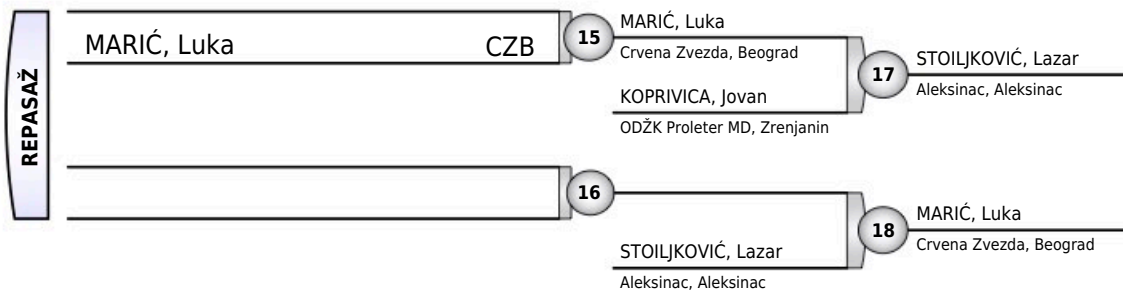 REPASAŽ
MARIĆ, Luka CZB
15
MARIĆ, Luka
Crvena Zvezda, Beograd
KOPRIVICA, Jovan
ODŽK Proleter MD, Zrenjanin
17
STOILJKOVIĆ, Lazar
Aleksinac, Aleksinac
16
STOILJKOVIĆ, Lazar
Aleksinac, Aleksinac
18
MARIĆ, Luka
Crvena Zvezda, Beograd